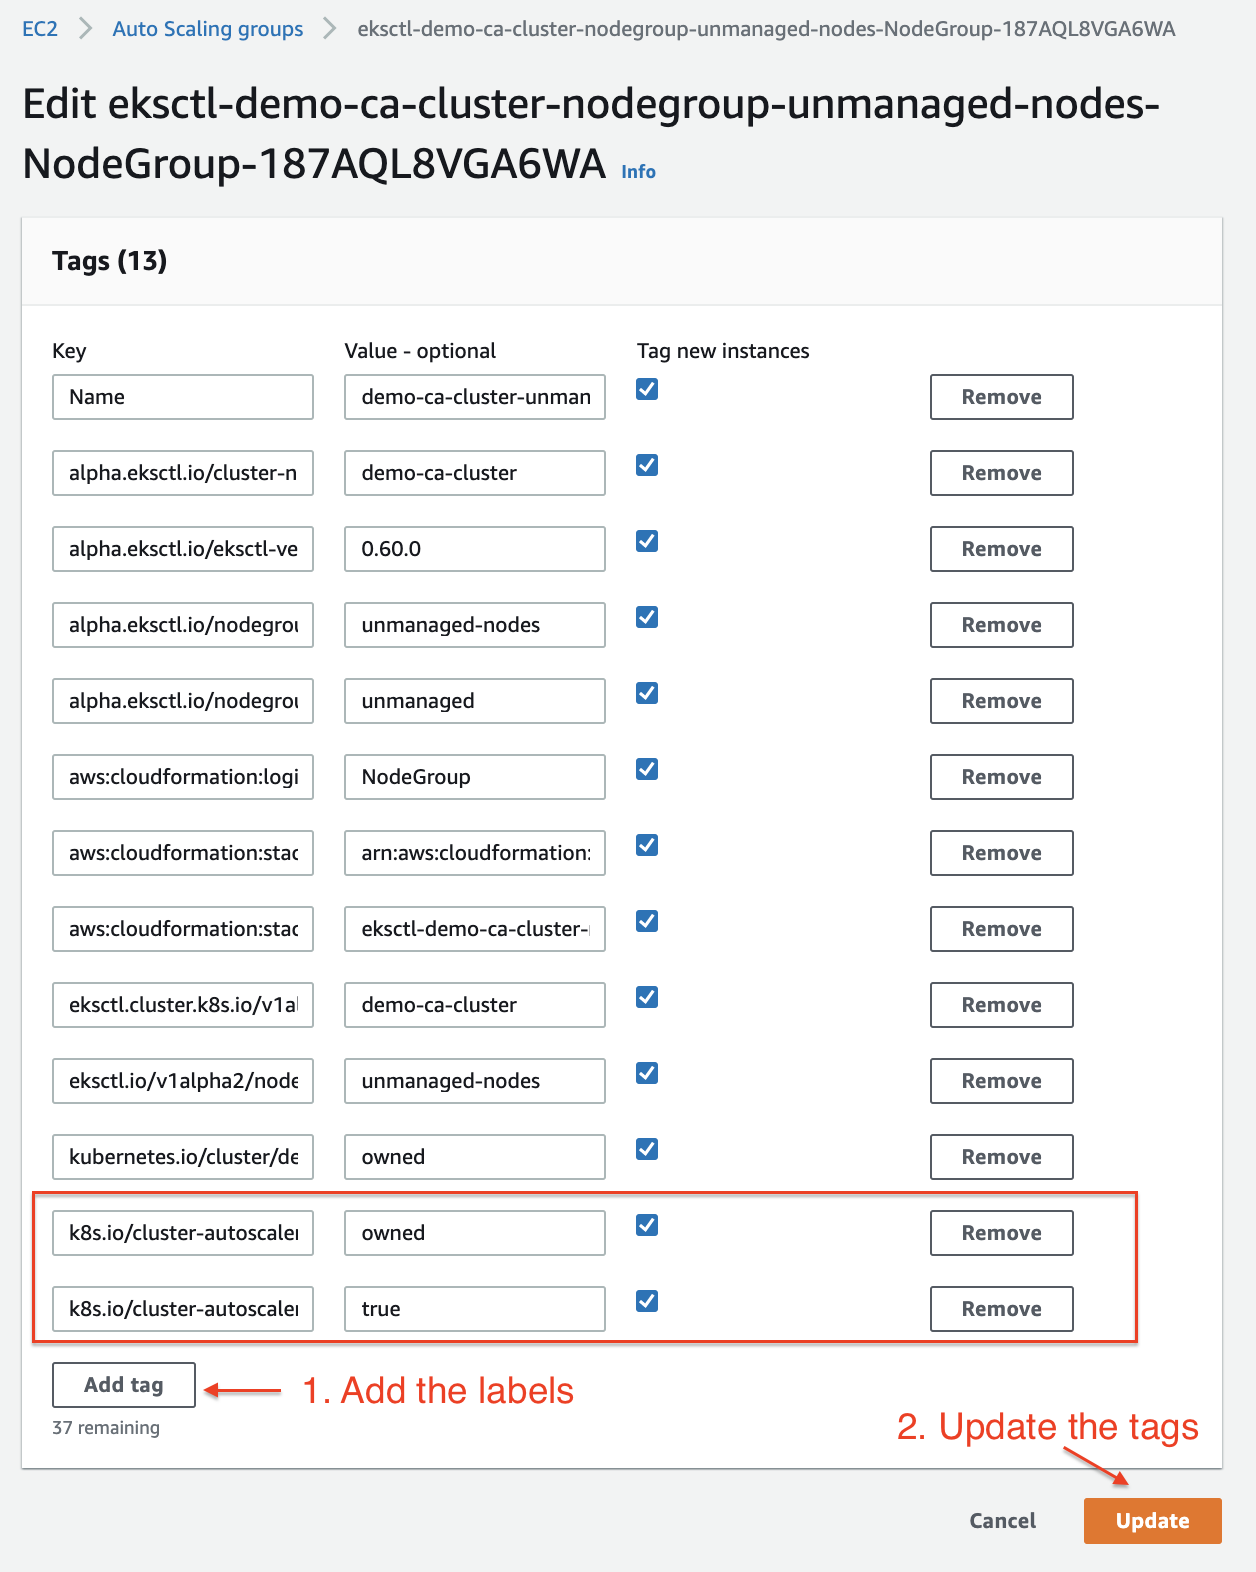 EC2 > Auto Scaling groups > eksctl-demo-ca-cluster-nodegroup-unmanaged-nodes-NodeGroup-187AQL8VGA6WA
Edit eksctl-demo-ca-cluster-nodegroup-unmanaged-nodes-
NodeGroup-187AQL8VGA6WA Info
Tags (13)
Key Value - optional Tag new instances
Name demo-ca-cluster-unman Remove
alpha.eksctl.io/cluster-n demo-ca-cluster Remove
alpha.eksctl.io/eksctl-ve 0.60.0 Remove
alpha.eksctl.io/nodegrou unmanaged-nodes Remove
alpha.eksctl.io/nodegrou unmanaged Remove
aws:cloudformation:logi NodeGroup Remove
aws:cloudformation:stac arn:aws:cloudformation: Remove
aws:cloudformation:stac eksctl-demo-ca-cluster- Remove
eksctl.cluster.k8s.io/v1al demo-ca-cluster Remove
eksctl.io/v1alpha2/node unmanaged-nodes Remove
kubernetes.io/cluster/de owned Remove
k8s.io/cluster-autoscaler owned Remove
k8s.io/cluster-autoscaler true Remove
Add tag 1. Add the labels
37 remaining
2. Update the tags
Cancel Update